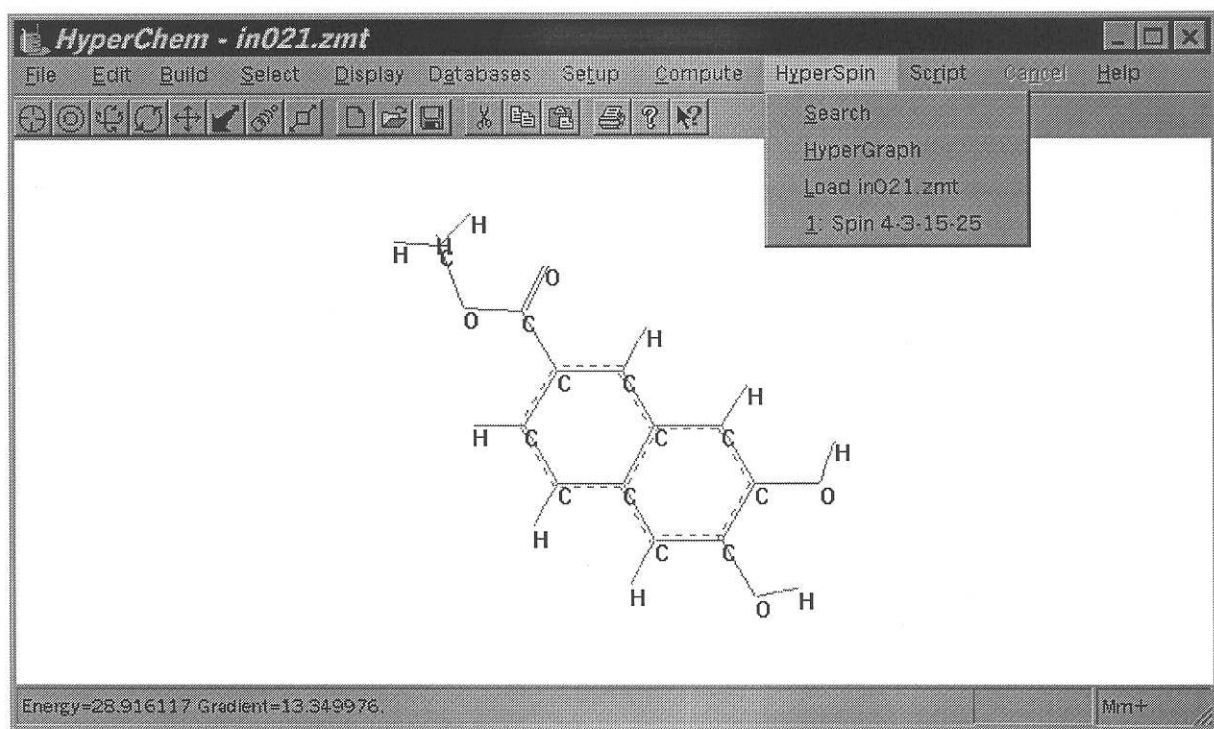 HyperChem - in021.zmt
File Edit Build Select Display Databases Setup Compute HyperSpin Script Cancel Help
Search
HyperGraph
Load in021.zmt
1: Spin 4-3-15-25
H
H H
C
O
O C
H
C C
H
H C C C
H
C C C O
H
C C
H O H
Energy=28.916117 Gradient=13.349976. Mm+